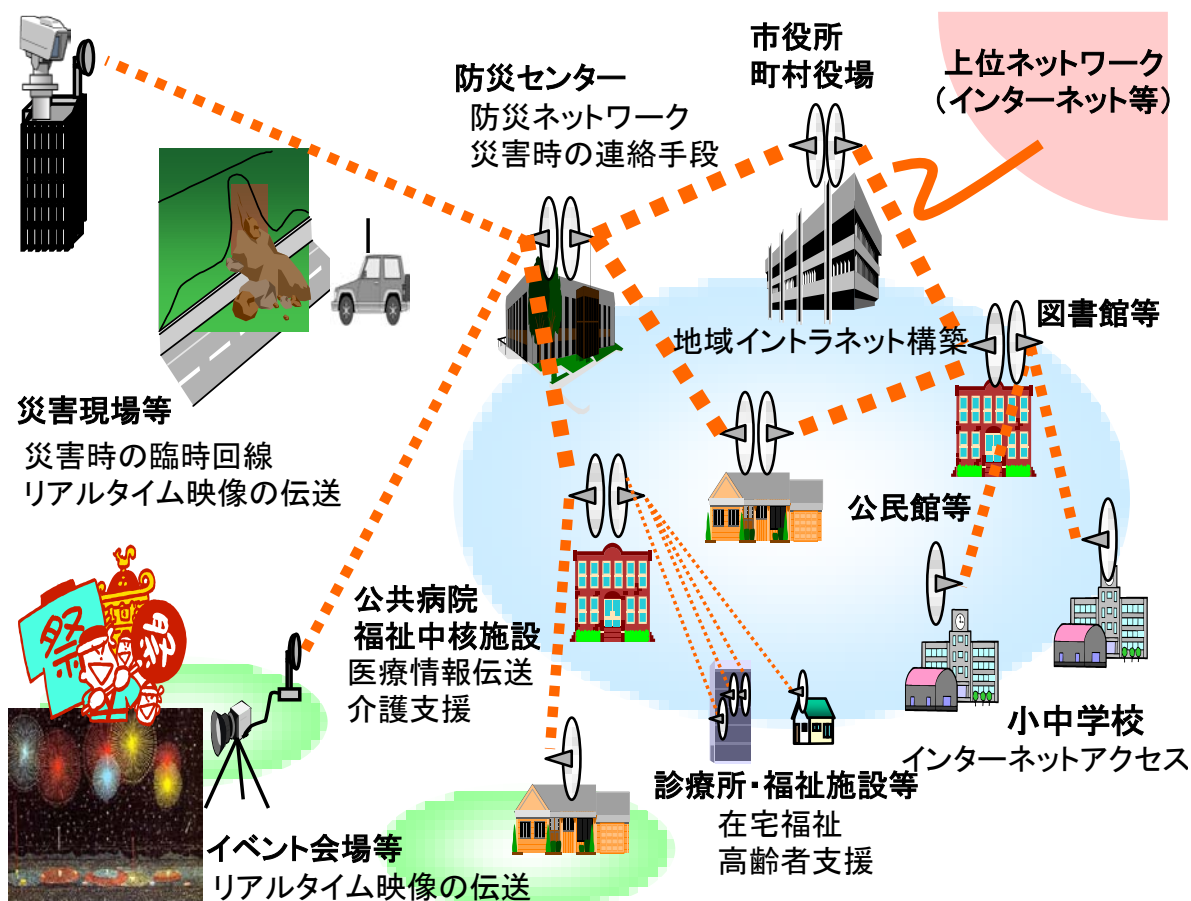 市役所
町村役場
上位ネットワーク
（インターネット等）
防災センター
防災ネットワーク
災害時の連絡手段
図書館等
地域イントラネット構築
災害現場等
災害時の臨時回線
リアルタイム映像の伝送
公民館等
公共病院
福祉中核施設
医療情報伝送
介護支援
祭
祭
小中学校
インターネットアクセス
診療所・福祉施設等
在宅福祉
高齢者支援
イベント会場等
リアルタイム映像の伝送